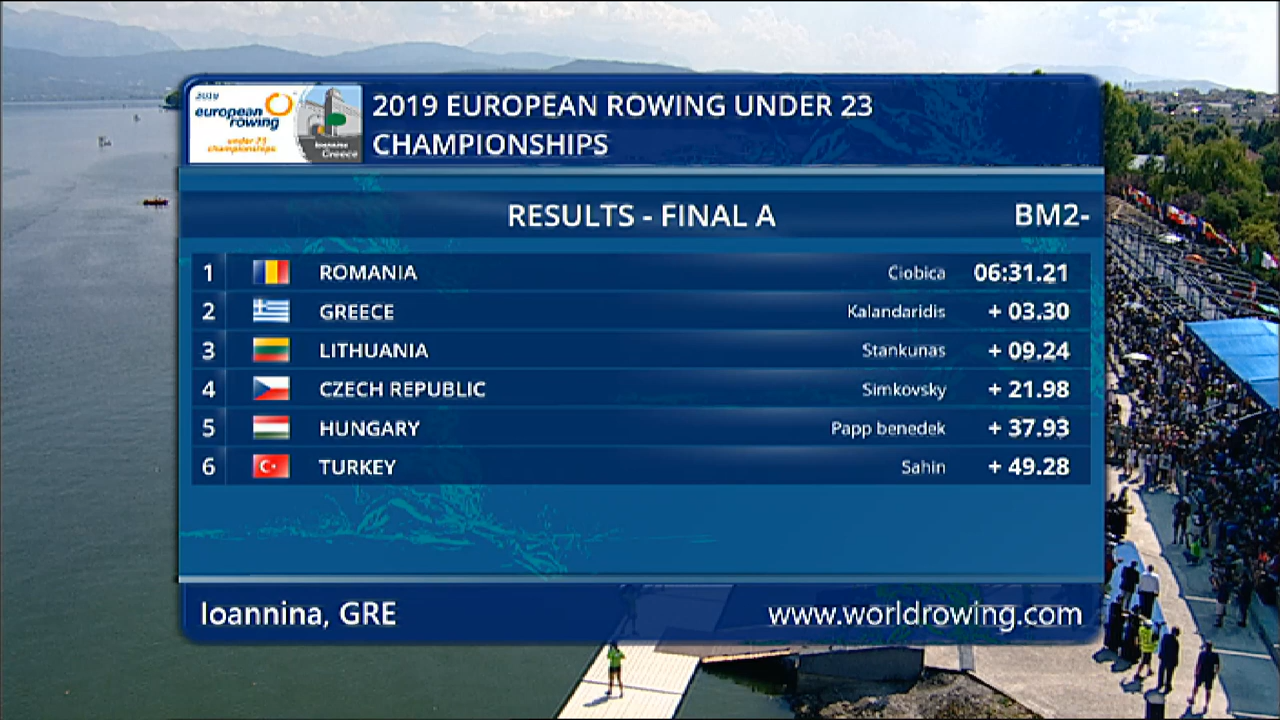 2019
european
rowing
under 23
championships
Ioannina
Greece
2019 EUROPEAN ROWING UNDER 23
CHAMPIONSHIPS
RESULTS - FINAL A BM2-
1 ROMANIA Ciobica 06:31.21
2 GREECE Kalandaridis + 03.30
3 LITHUANIA Stankunas + 09.24
4 CZECH REPUBLIC Simkovsky + 21.98
5 HUNGARY Papp benedek + 37.93
6 TURKEY Sahin + 49.28
Ioannina, GRE www.worldrowing.com